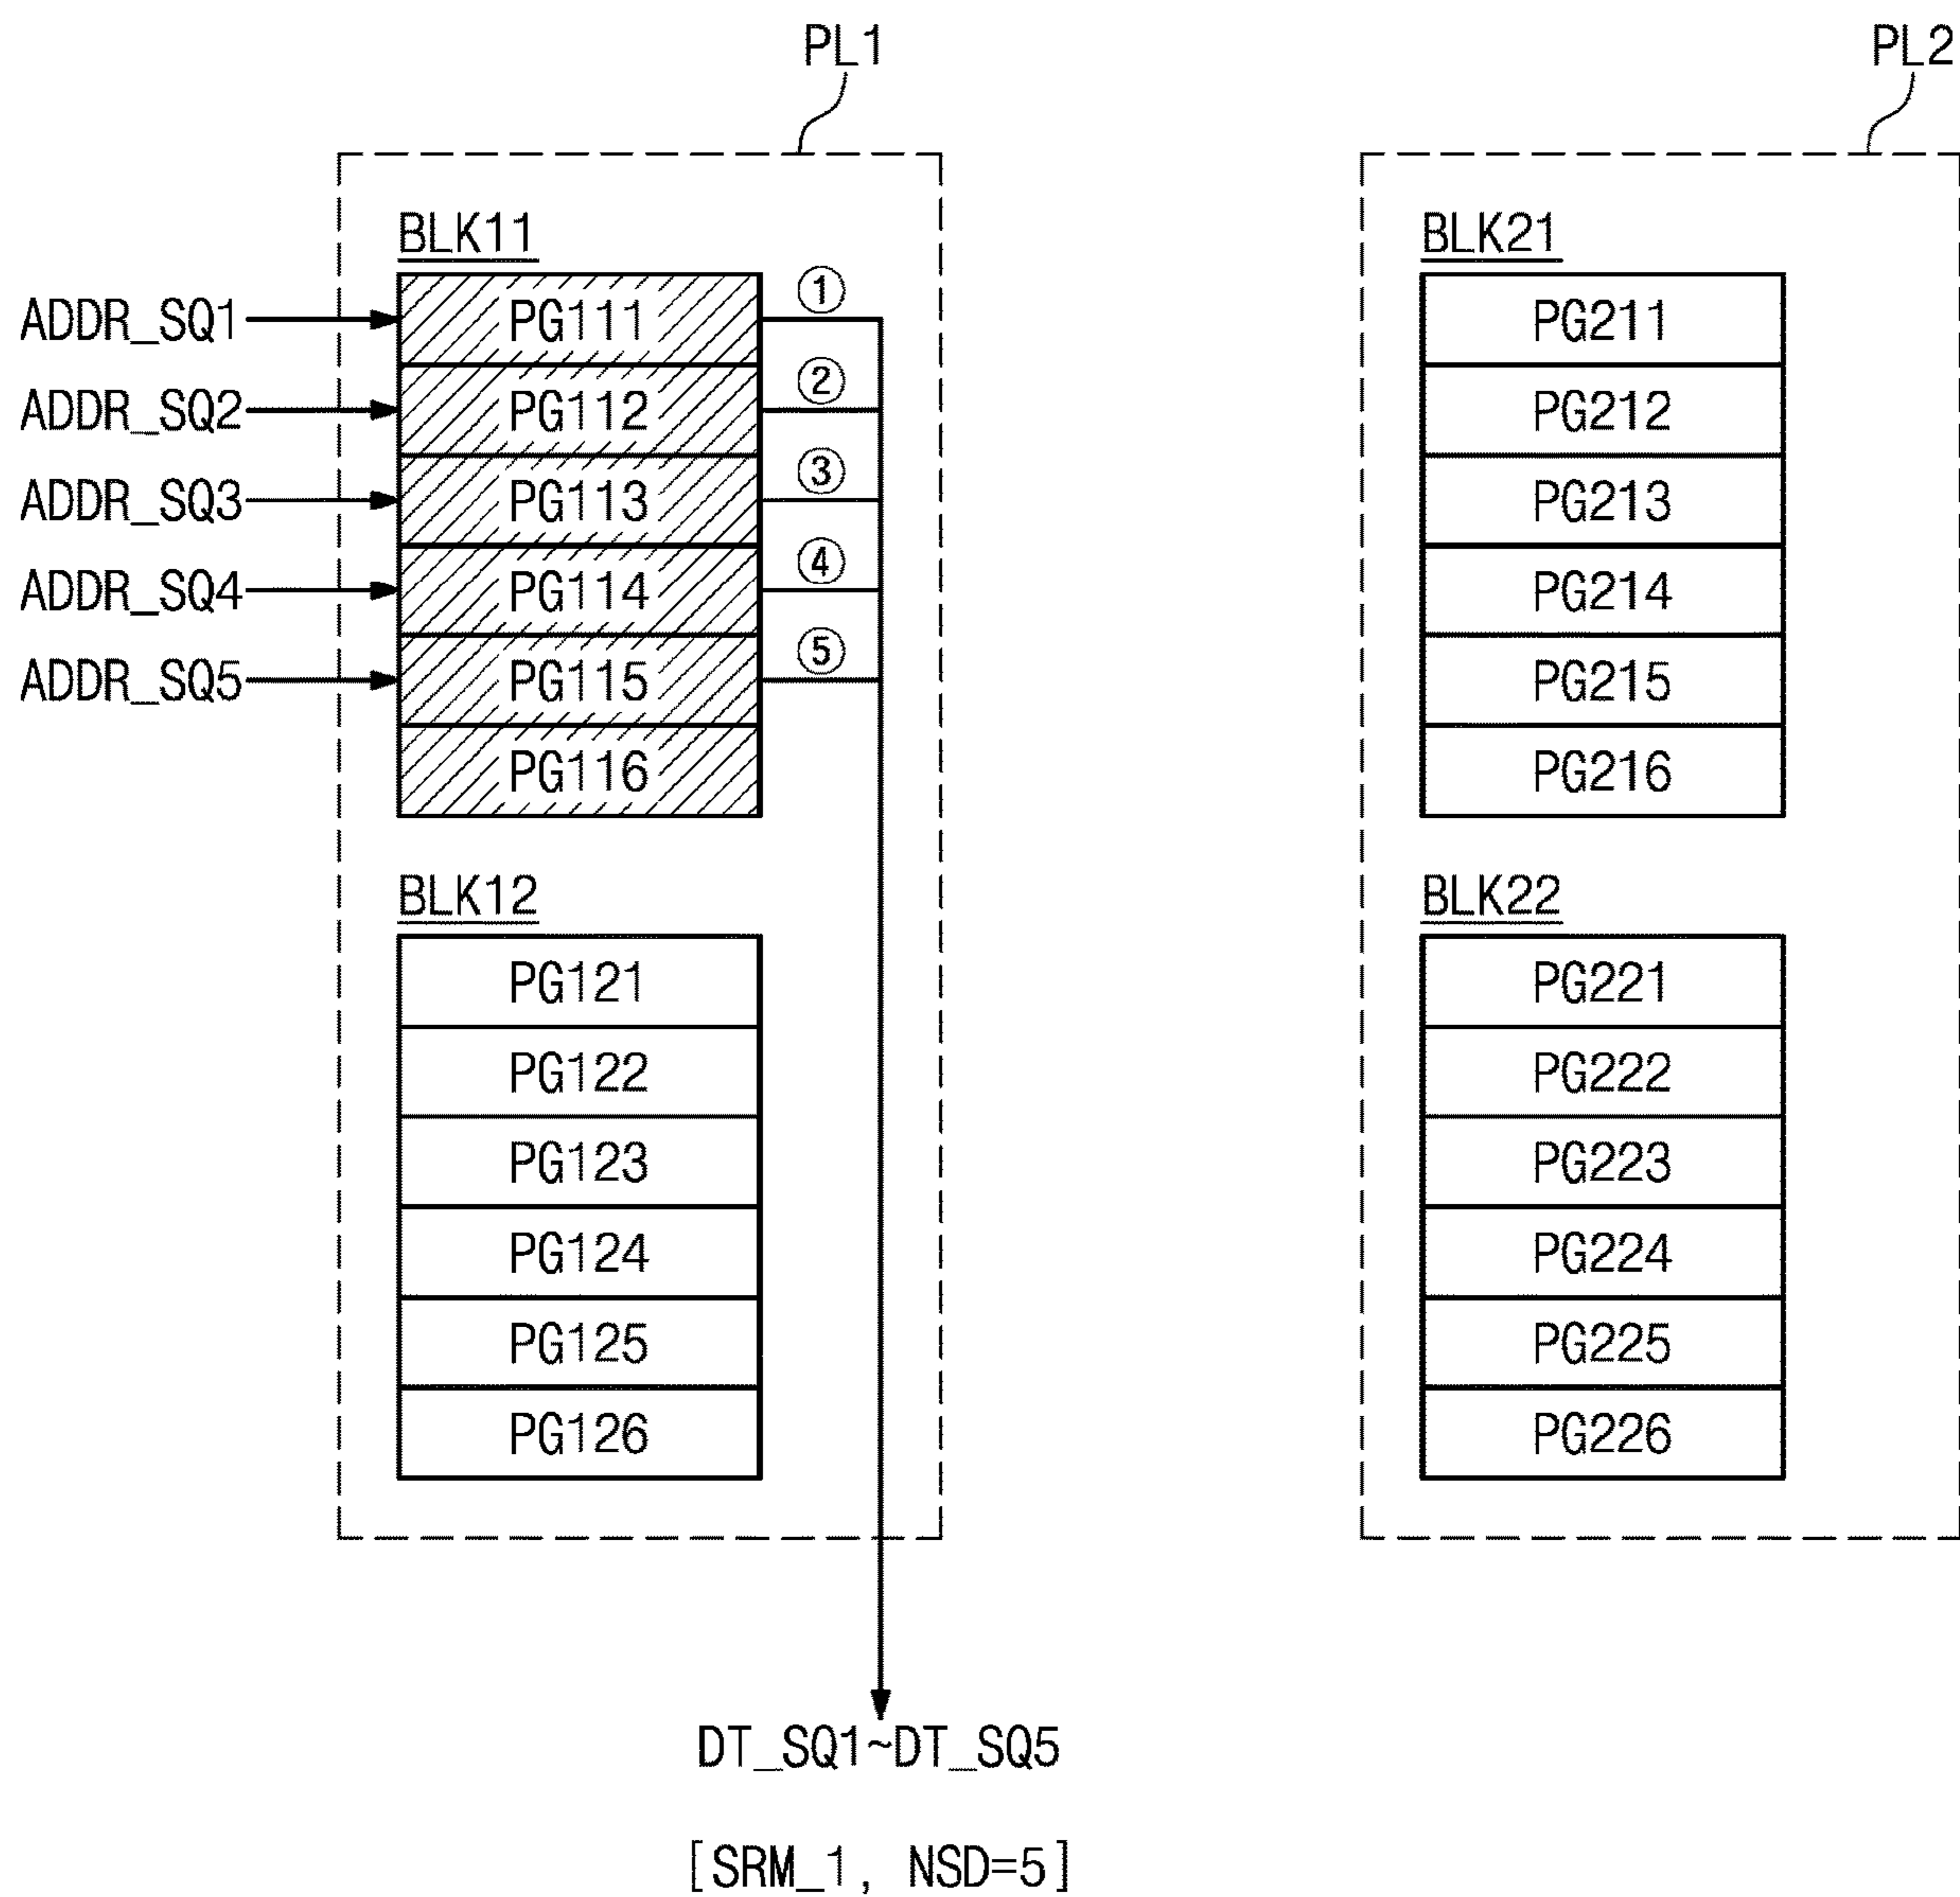 PL1
PL2
BLK11
ADDR_SQ1
PG111
①
ADDR_SQ2
PG112
②
ADDR_SQ3
PG113
③
ADDR_SQ4
PG114
④
ADDR_SQ5
PG115
⑤
PG116
BLK12
PG121
PG122
PG123
PG124
PG125
PG126
BLK21
PG211
PG212
PG213
PG214
PG215
PG216
BLK22
PG221
PG222
PG223
PG224
PG225
PG226
DT_SQ1~DT_SQ5
[SRM_1, NSD=5]